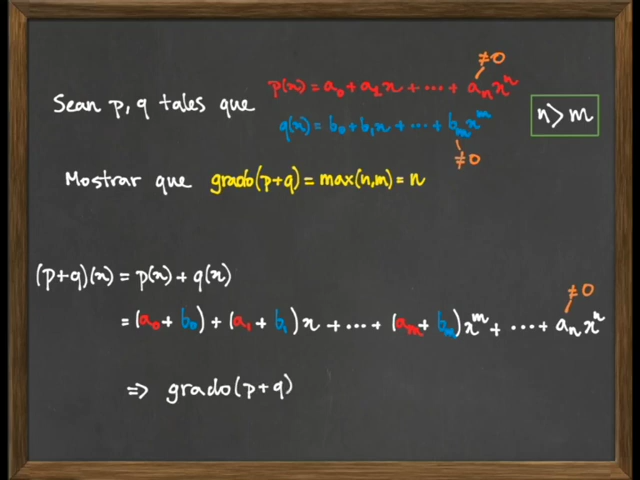 ≠0
p(x) = a₀ + a₁x + ⋯ + aₙxⁿ
Sean p, q tales que
n > m
q(x) = b₀ + b₁x + ⋯ + bₘxᵐ
≠0
Mostrar que grado(p+q) = max(n,m) = n
(p+q)(x) = p(x) + q(x)
≠0
= (a₀ + b₀) + (a₁ + b₁)x + ⋯ + (aₘ + bₘ)xᵐ + ⋯ + aₙxⁿ
⇒ grado(p+q)